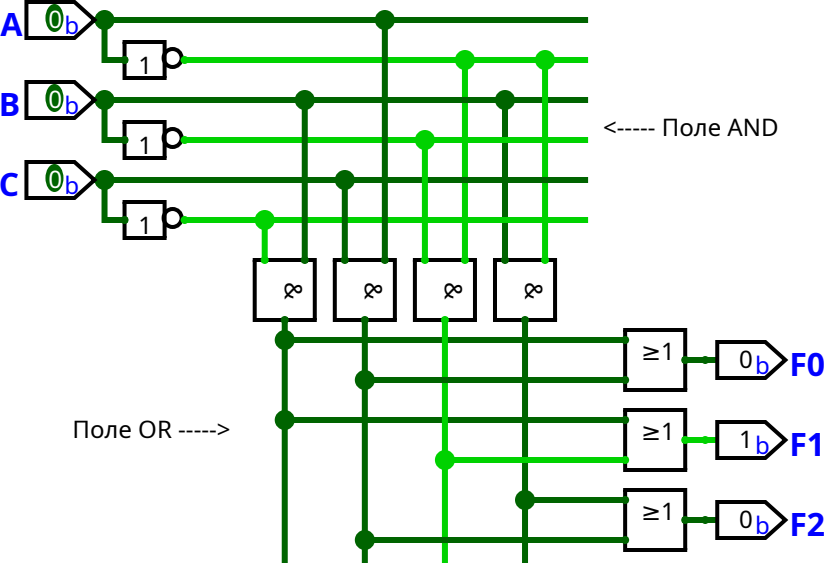 A 0b
1
B 0b
1
<----- Поле AND
C 0b
1
& & & &
≥1 0b F0
Поле OR ----->
≥1 1b F1
≥1 0b F2